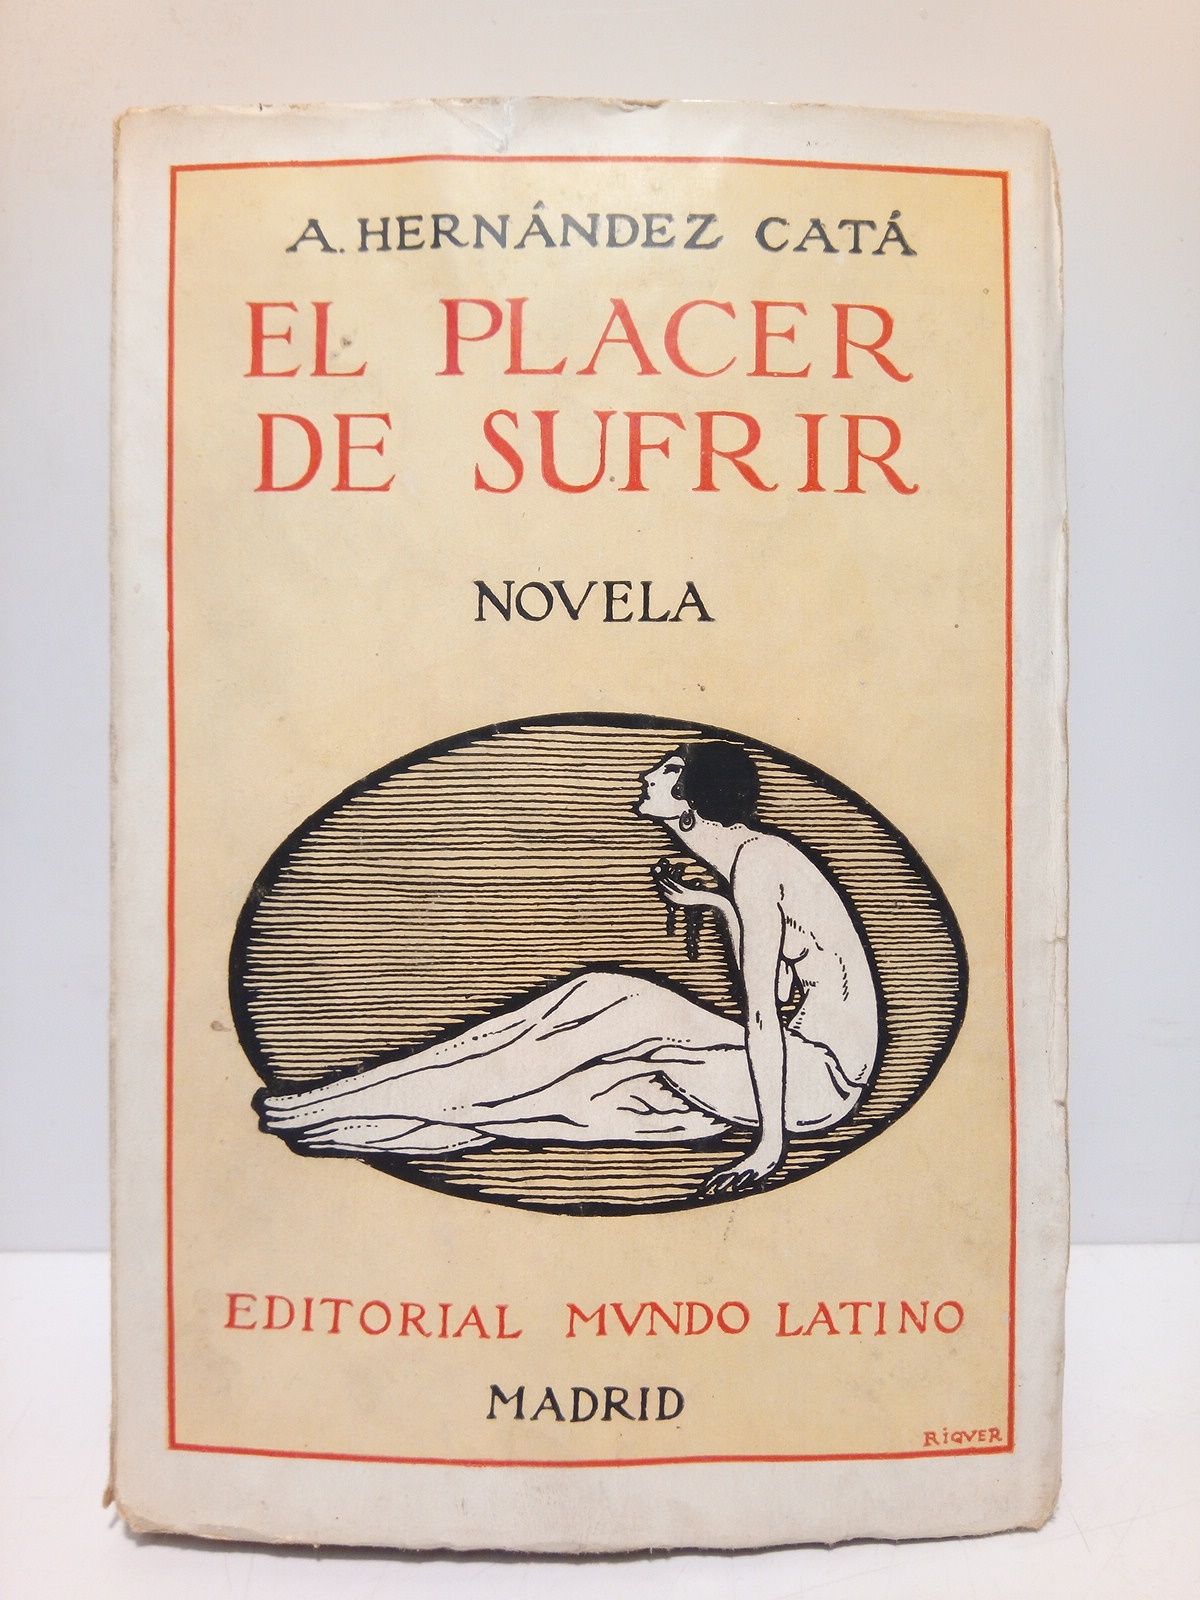 A. HERNÁNDEZ CATÁ
EL PLACER
DE SUFRIR
NOVELA
EDITORIAL MVNDO LATINO
MADRID
RIQVER